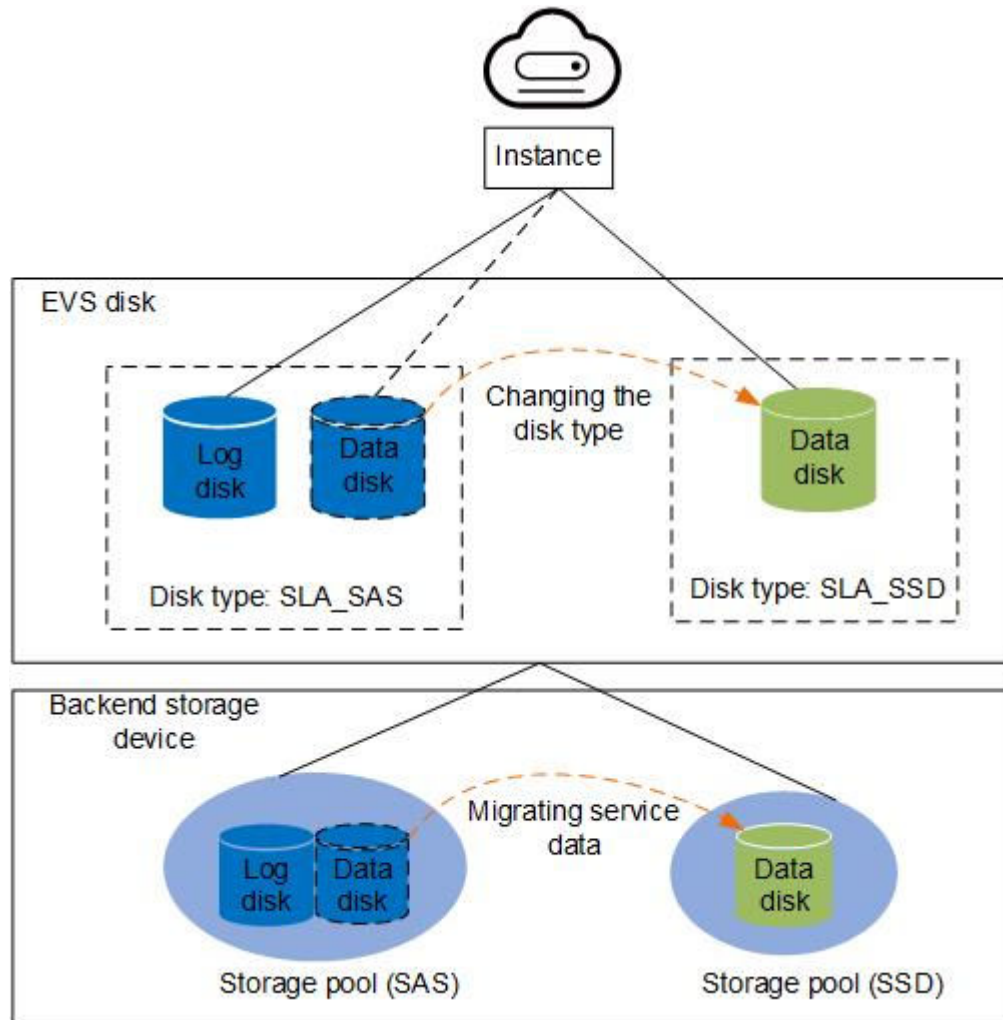 Instance
EVS disk
Log
disk
Data
disk
Changing the
disk type
Data
disk
Disk type: SLA_SAS
Disk type: SLA_SSD
Backend storage
device
Migrating service
data
Log
disk
Data
disk
Data
disk
Storage pool (SAS)
Storage pool (SSD)